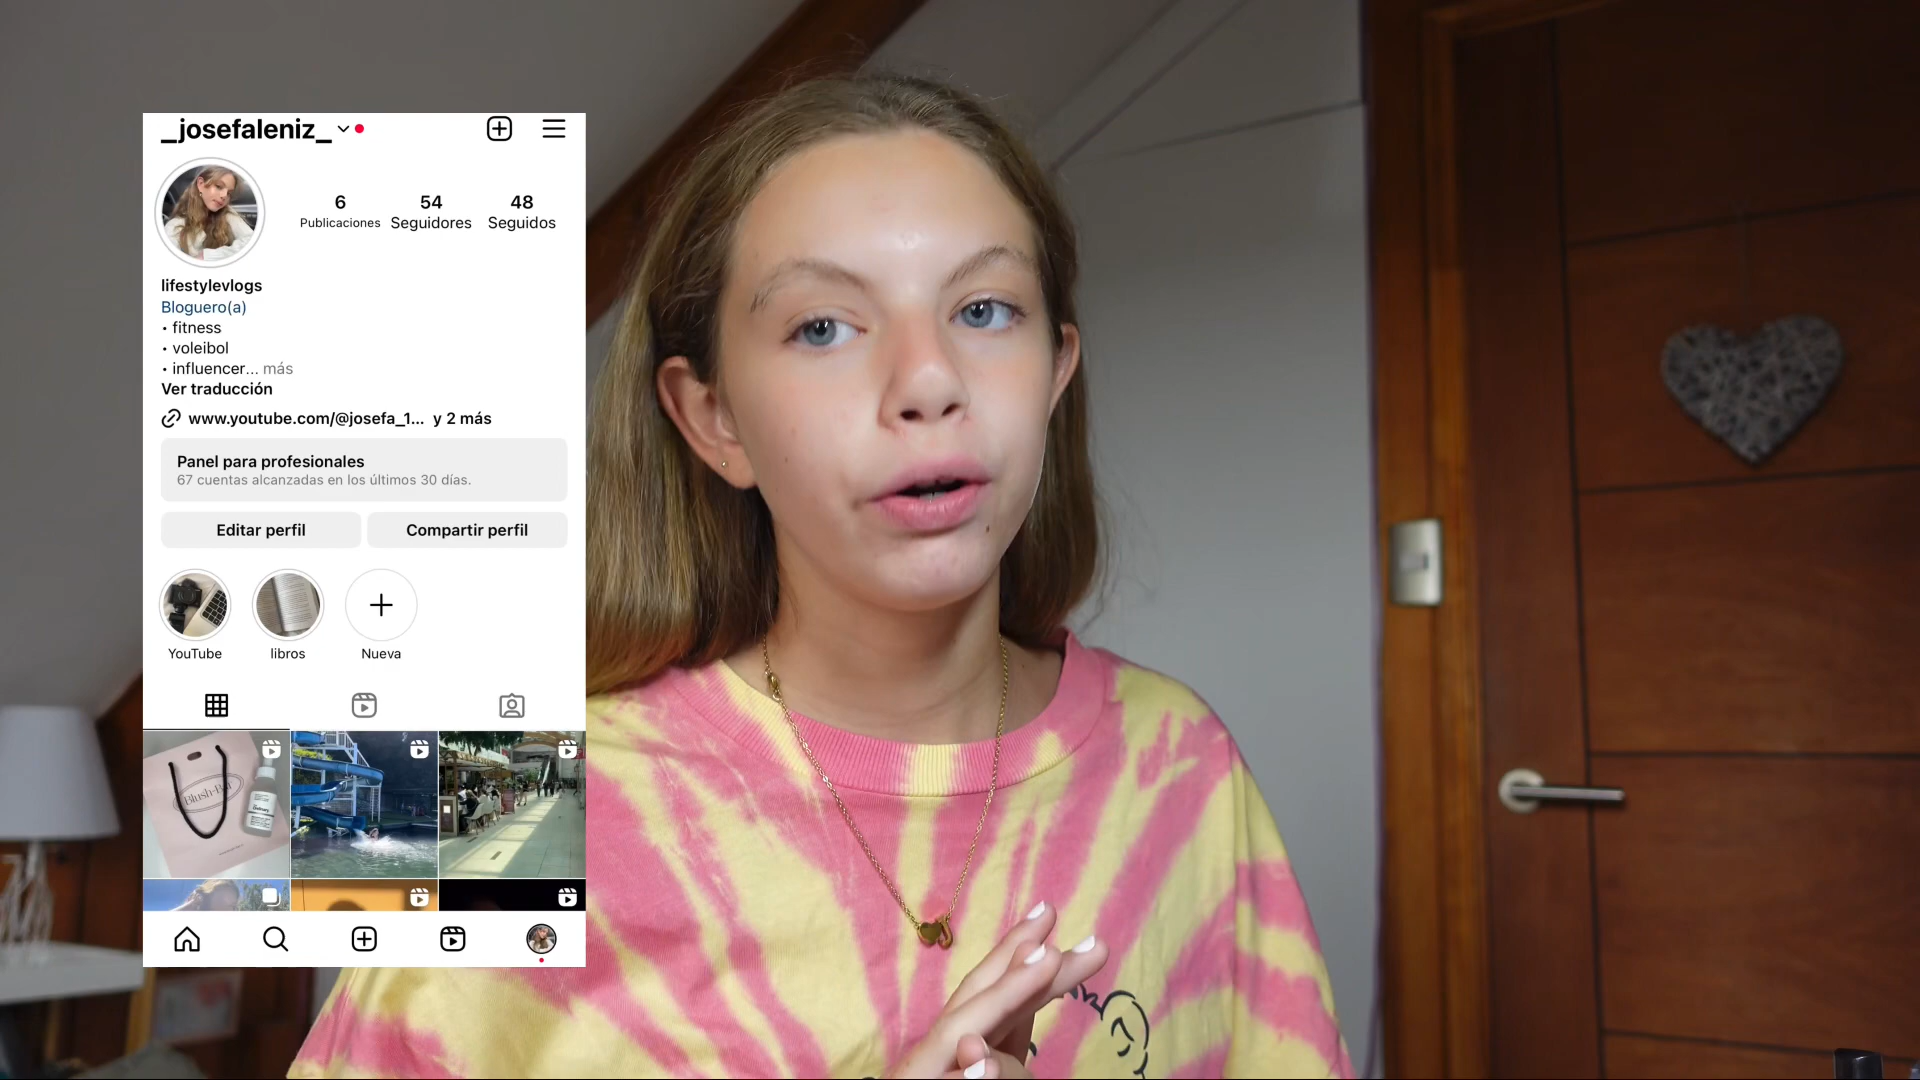 _josefaleniz_
6 54 48
Publicaciones Seguidores Seguidos
lifestylevlogs
Bloguero(a)
• fitness
• voleibol
• influencer... más
Ver traducción
www.youtube.com/@josefa_1... y 2 más
Panel para profesionales
67 cuentas alcanzadas en los últimos 30 días.
Editar perfil Compartir perfil
YouTube libros Nueva
Blush-Bar